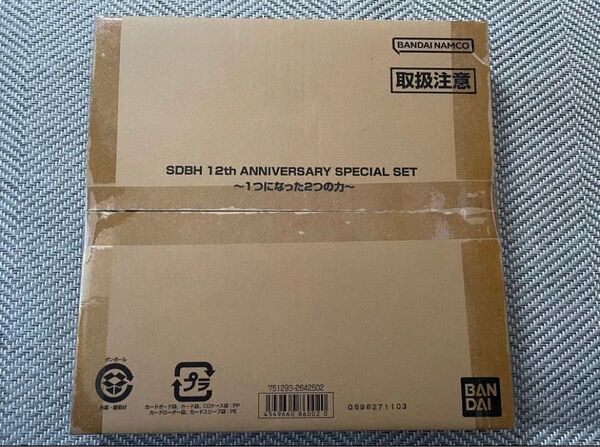 BANDAI NAMCO
取扱注意
SDBH 12th ANNIVERSARY SPECIAL SET
～1つになった2つの力～
ダンボール
外箱・緩衝材
プラ
カードボード袋、カード袋、CDケース袋：PP
カードローダー袋、カードスリーブ袋：PE
751293-2642502
4549660 86002 0
0598271103
BAN
DAI